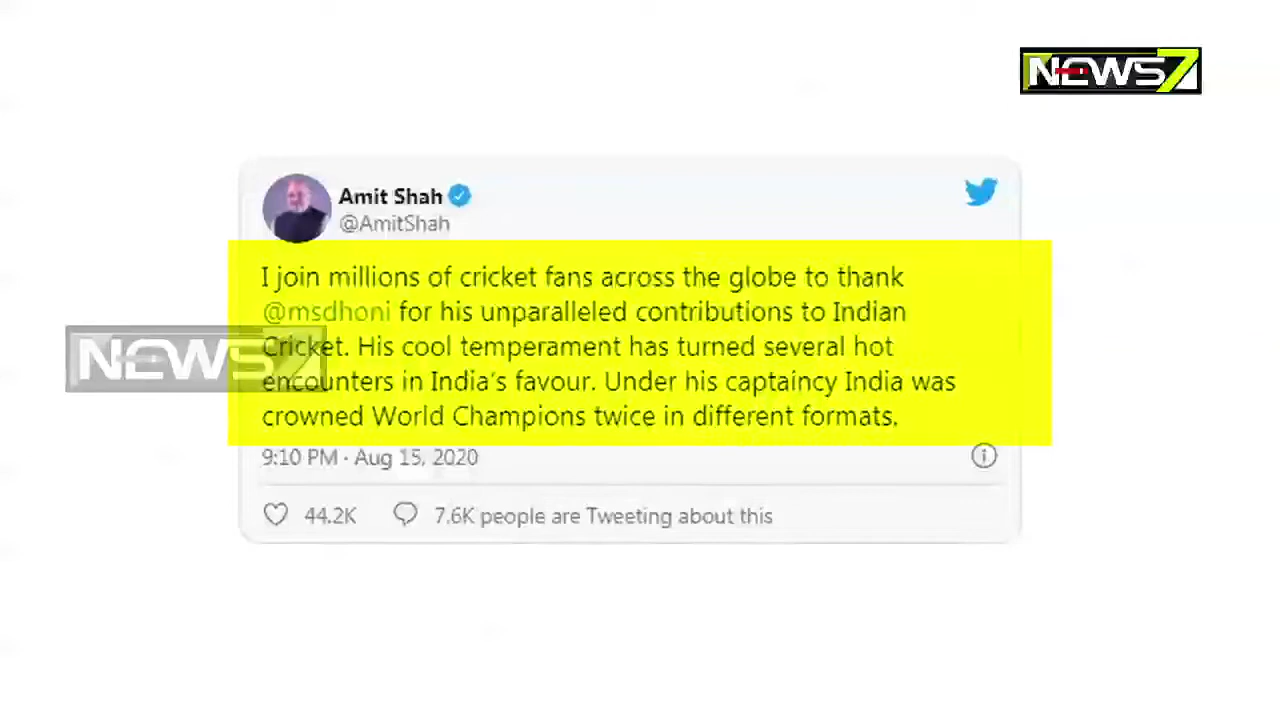 NEWS7
Amit Shah
@AmitShah
I join millions of cricket fans across the globe to thank
@msdhoni for his unparalleled contributions to Indian
Cricket. His cool temperament has turned several hot
encounters in India's favour. Under his captaincy India was
crowned World Champions twice in different formats.
NEWS7
9:10 PM · Aug 15, 2020
44.2K 7.6K people are Tweeting about this